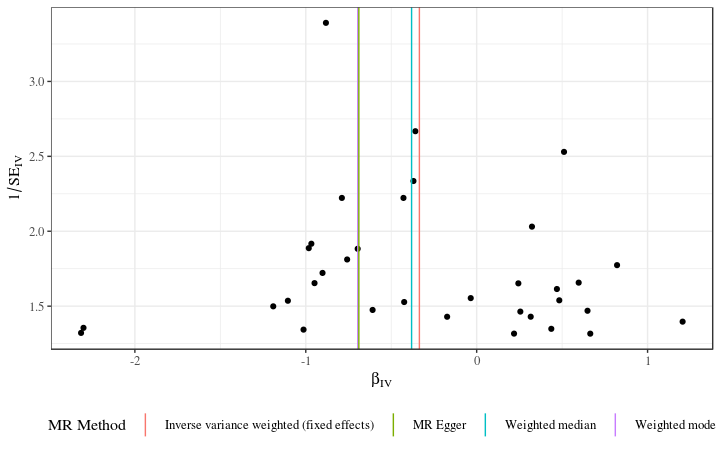 3.0
2.5
2.0
1.5
1/SE_IV
-2 -1 0 1
β_IV
MR Method Inverse variance weighted (fixed effects) MR Egger Weighted median Weighted mode